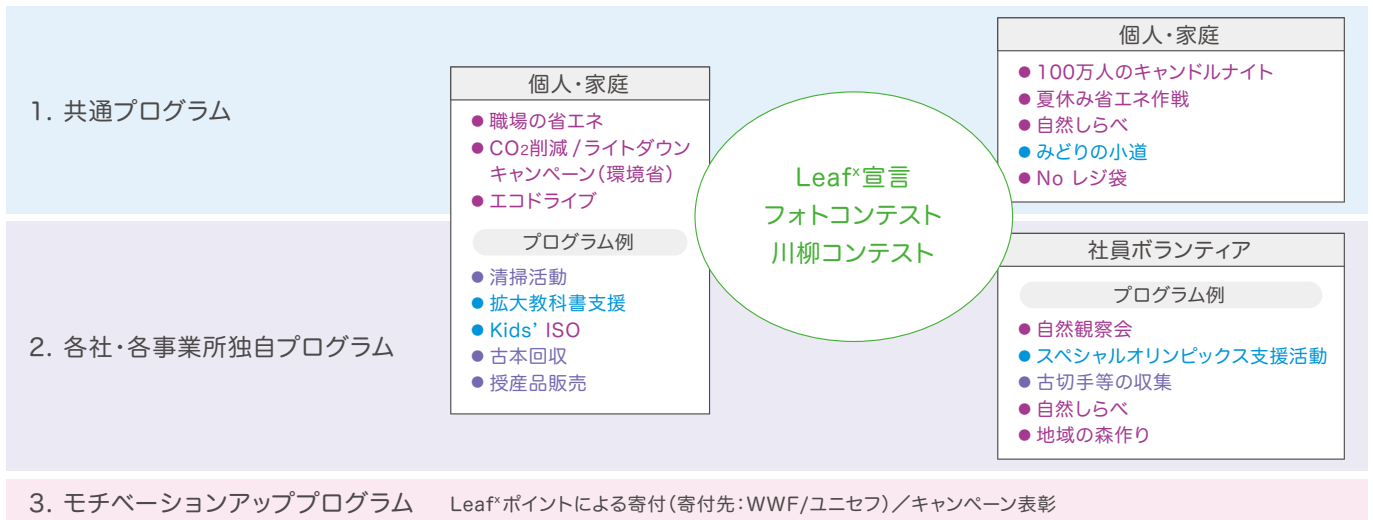 1. 共通プログラム
個人・家庭
● 職場の省エネ
● CO2削減 /ライトダウン
キャンペーン(環境省)
● エコドライブ
プログラム例
● 清掃活動
● 拡大教科書支援
● Kids' ISO
● 古本回収
● 授産品販売
Leafx宣言
フォトコンテスト
川柳コンテスト
個人・家庭
● 100万人のキャンドルナイト
● 夏休み省エネ作戦
● 自然しらべ
● みどりの小道
● No レジ袋
2. 各社・各事業所独自プログラム
社員ボランティア
プログラム例
● 自然観察会
● スペシャルオリンピックス支援活動
● 古切手等の収集
● 自然しらべ
● 地域の森作り
3. モチベーションアッププログラム Leafxポイントによる寄付(寄付先:WWF/ユニセフ)/キャンペーン表彰